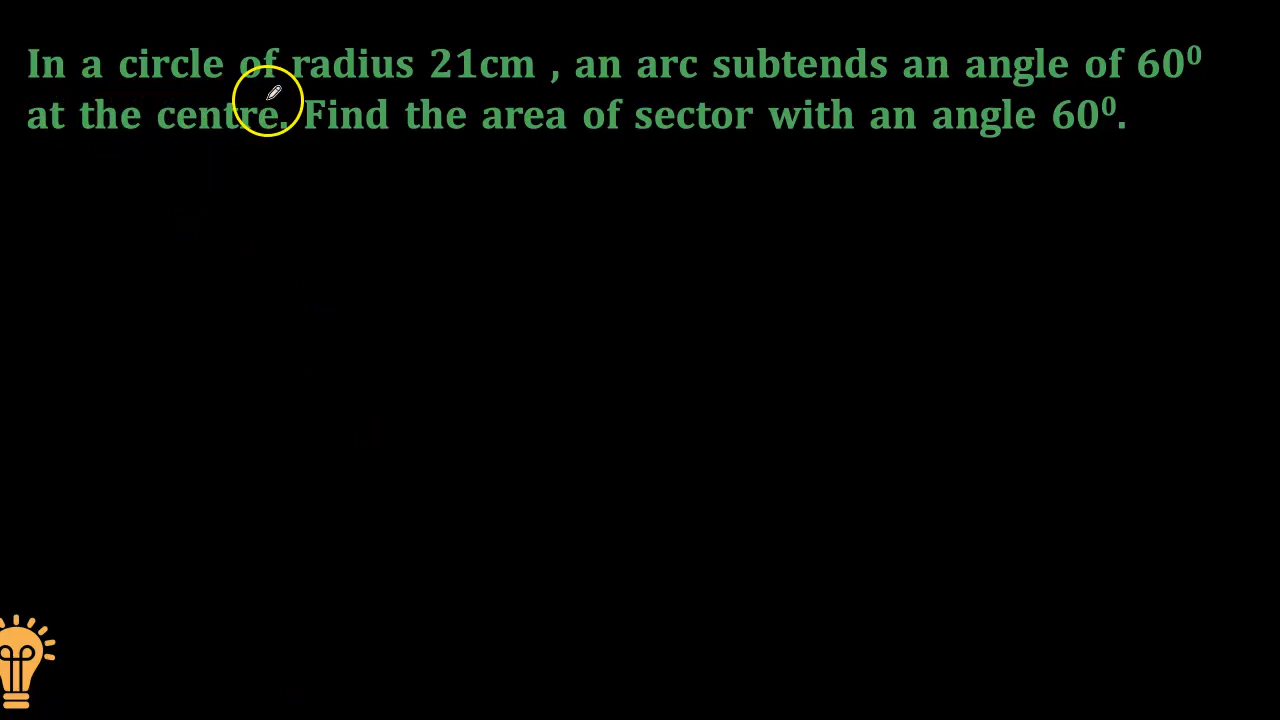 In a circle of radius 21cm , an arc subtends an angle of 60⁰
at the centre. Find the area of sector with an angle 60⁰.